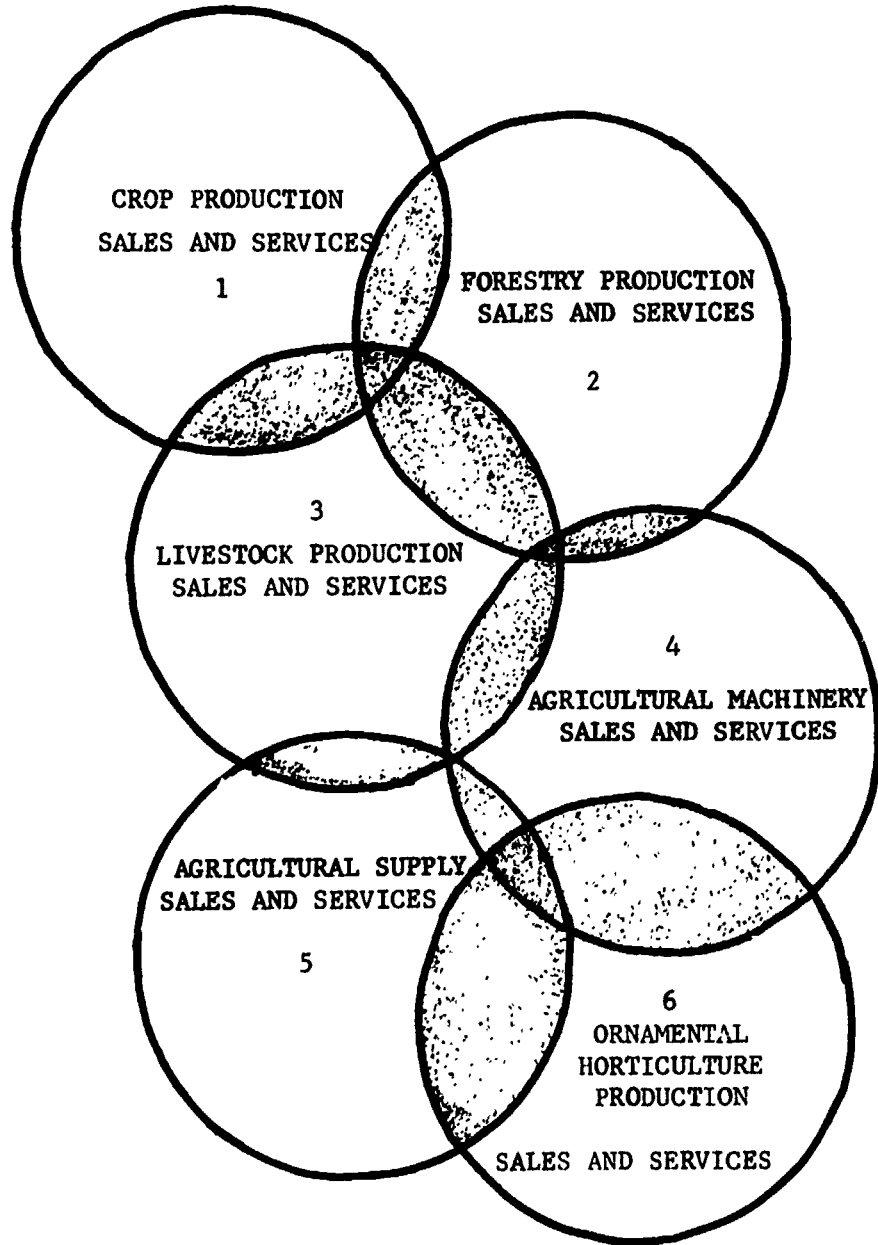 CROP PRODUCTION
SALES AND SERVICES
1
FORESTRY PRODUCTION
SALES AND SERVICES
2
3
LIVESTOCK PRODUCTION
SALES AND SERVICES
4
AGRICULTURAL MACHINERY
SALES AND SERVICES
AGRICULTURAL SUPPLY
SALES AND SERVICES
5
6
ORNAMENTAL
HORTICULTURE
PRODUCTION
SALES AND SERVICES